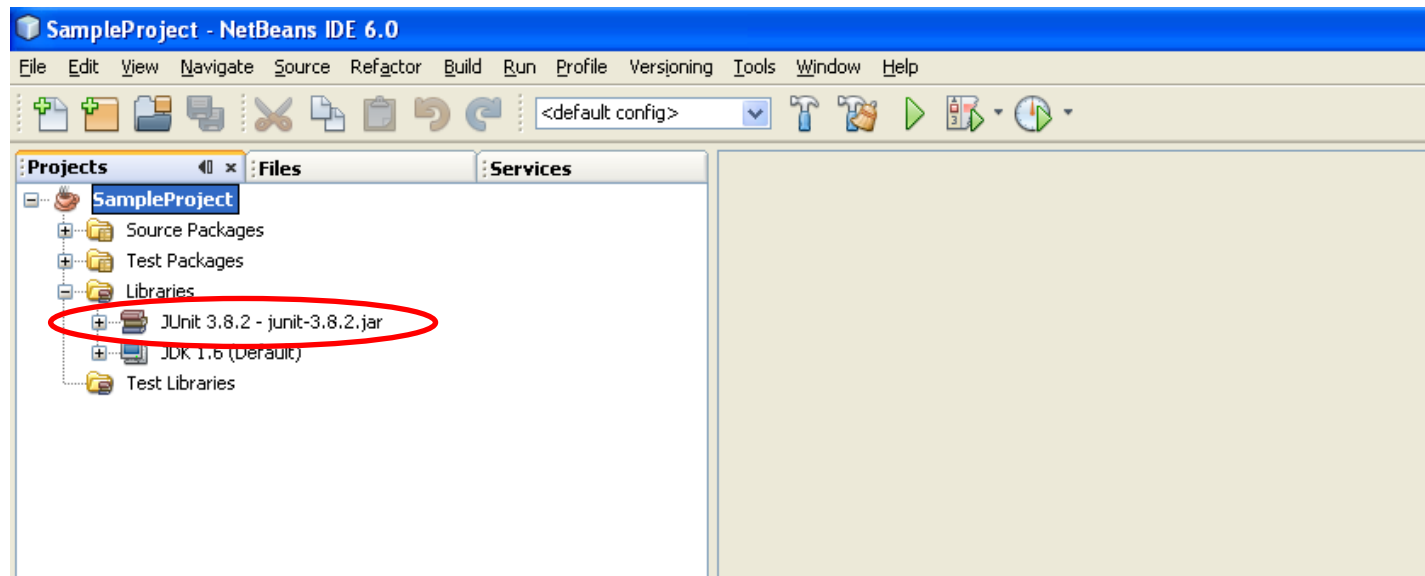 SampleProject - NetBeans IDE 6.0
File Edit View Navigate Source Refactor Build Run Profile Versioning Tools Window Help
<default config>
Projects Files Services
SampleProject
Source Packages
Test Packages
Libraries
JUnit 3.8.2 - junit-3.8.2.jar
JDK 1.6 (Default)
Test Libraries